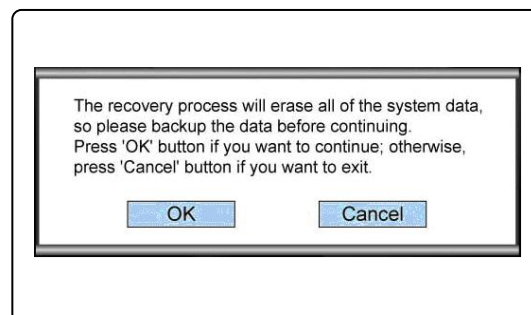 The recovery process will erase all of the system data,
so please backup the data before continuing.
Press 'OK' button if you want to continue; otherwise,
press 'Cancel' button if you want to exit.
OK Cancel